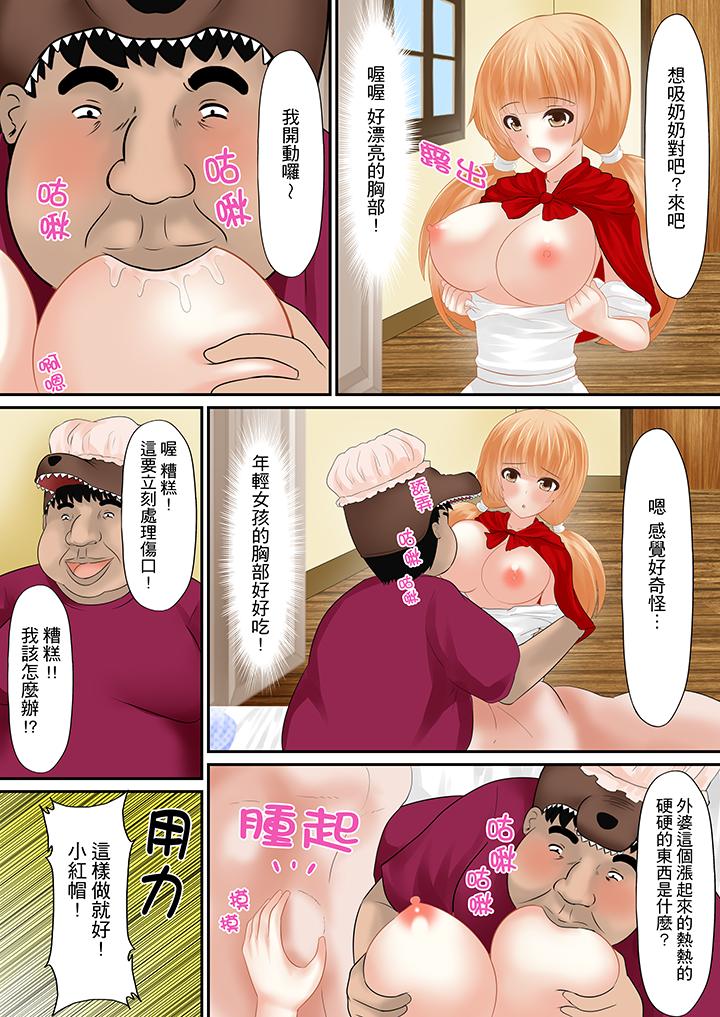 想吸奶奶對吧？來吧
露出
喔喔 好漂亮的胸部！
我開動囉～
咕啾
咕啾
啊嗯
嗯 感覺好奇怪…
舔弄
咕啾
咕啾
年輕女孩的胸部好好吃！
喔 糟糕！
這要立刻處理傷口！
糟糕!!
我該怎麼辦!?
外婆這個漲起來的熱熱的
硬硬的東西是什麼？
咕啾
咕啾
腫起
摸摸
用力
這樣做就好！
小紅帽！